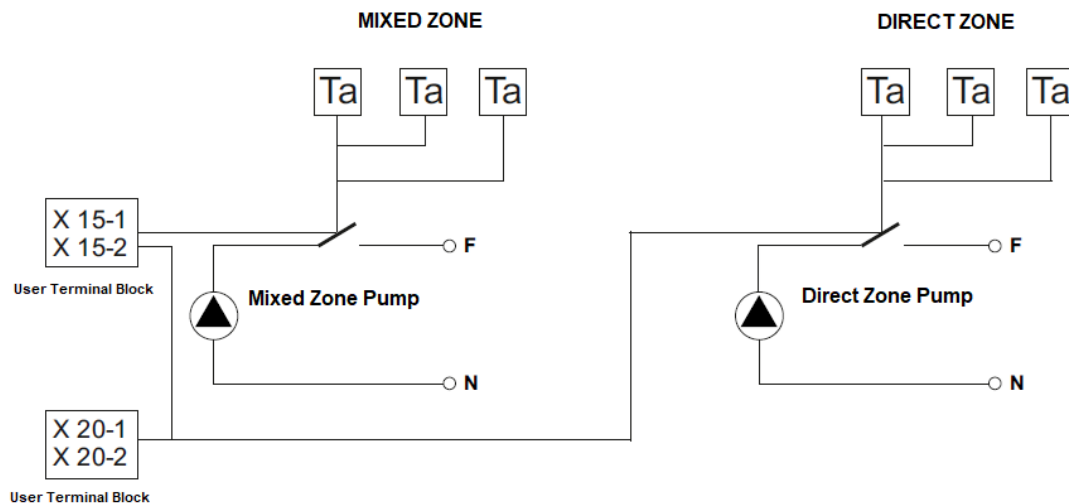 MIXED ZONE
DIRECT ZONE
Ta
Ta
Ta
Ta
Ta
Ta
X 15-1
X 15-2
User Terminal Block
F
F
Mixed Zone Pump
Direct Zone Pump
N
N
X 20-1
X 20-2
User Terminal Block